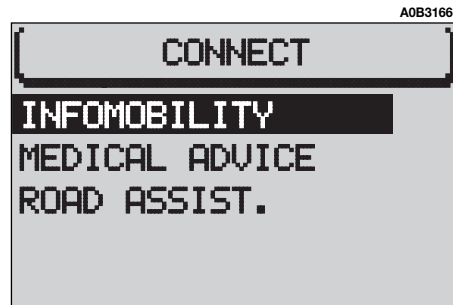 A0B3166
CONNECT
INFOMOBILITY
MEDICAL ADVICE
ROAD ASSIST.